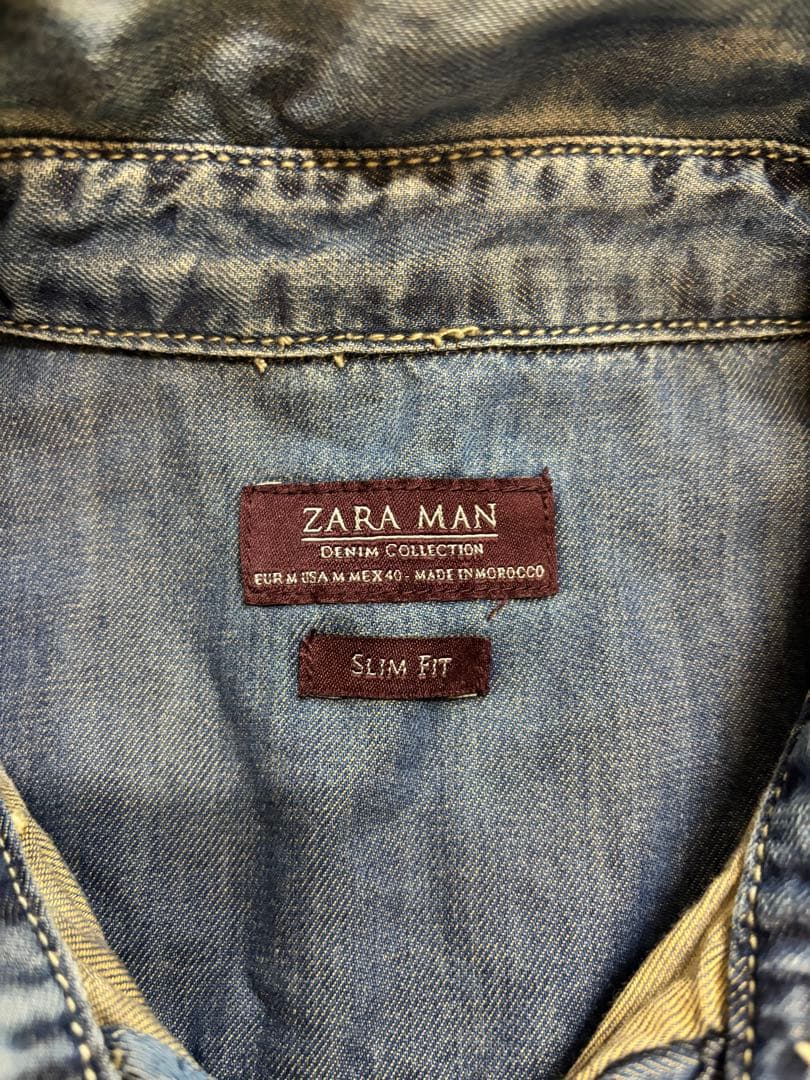 ZARA MAN
DENIM COLLECTION
EUR M USA M MEX 40 - MADE IN MOROCCO
SLIM FIT